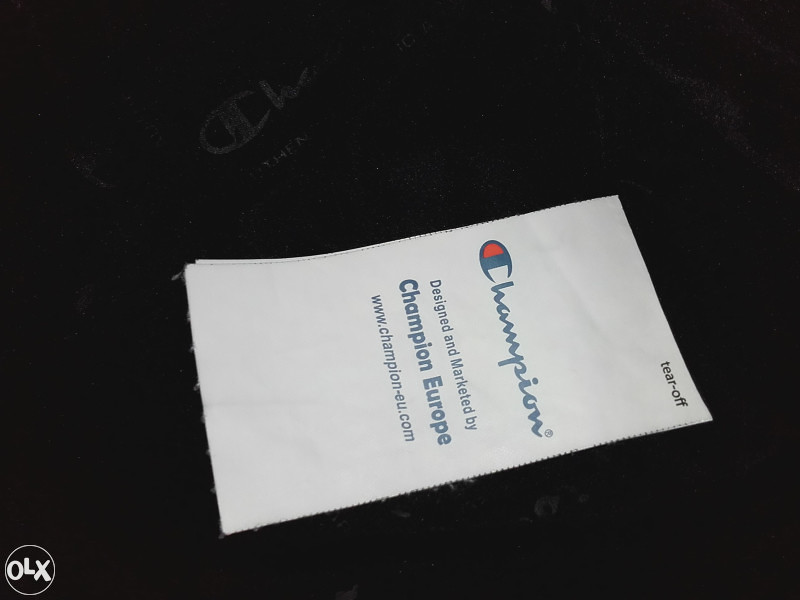 tear-off
Champion®
Designed and Marketed by
Champion Europe
www.champion-eu.com
OLX